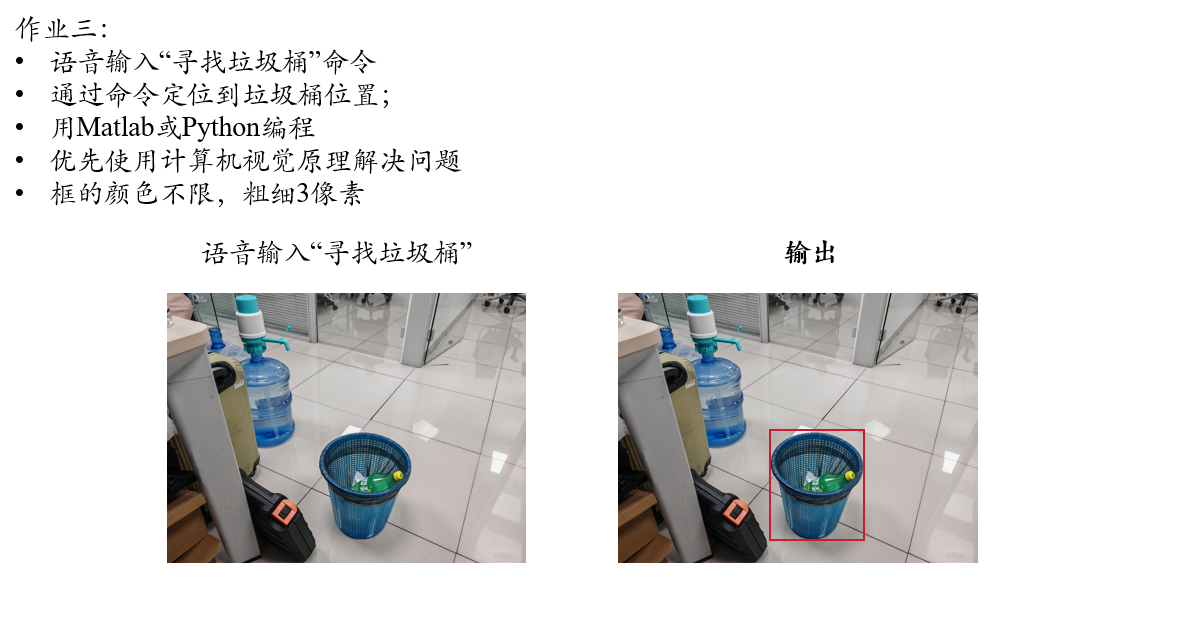 作业三：
• 语音输入“寻找垃圾桶”命令
• 通过命令定位到垃圾桶位置；
• 用Matlab或Python编程
• 优先使用计算机视觉原理解决问题
• 框的颜色不限，粗细3像素
语音输入“寻找垃圾桶”
输出